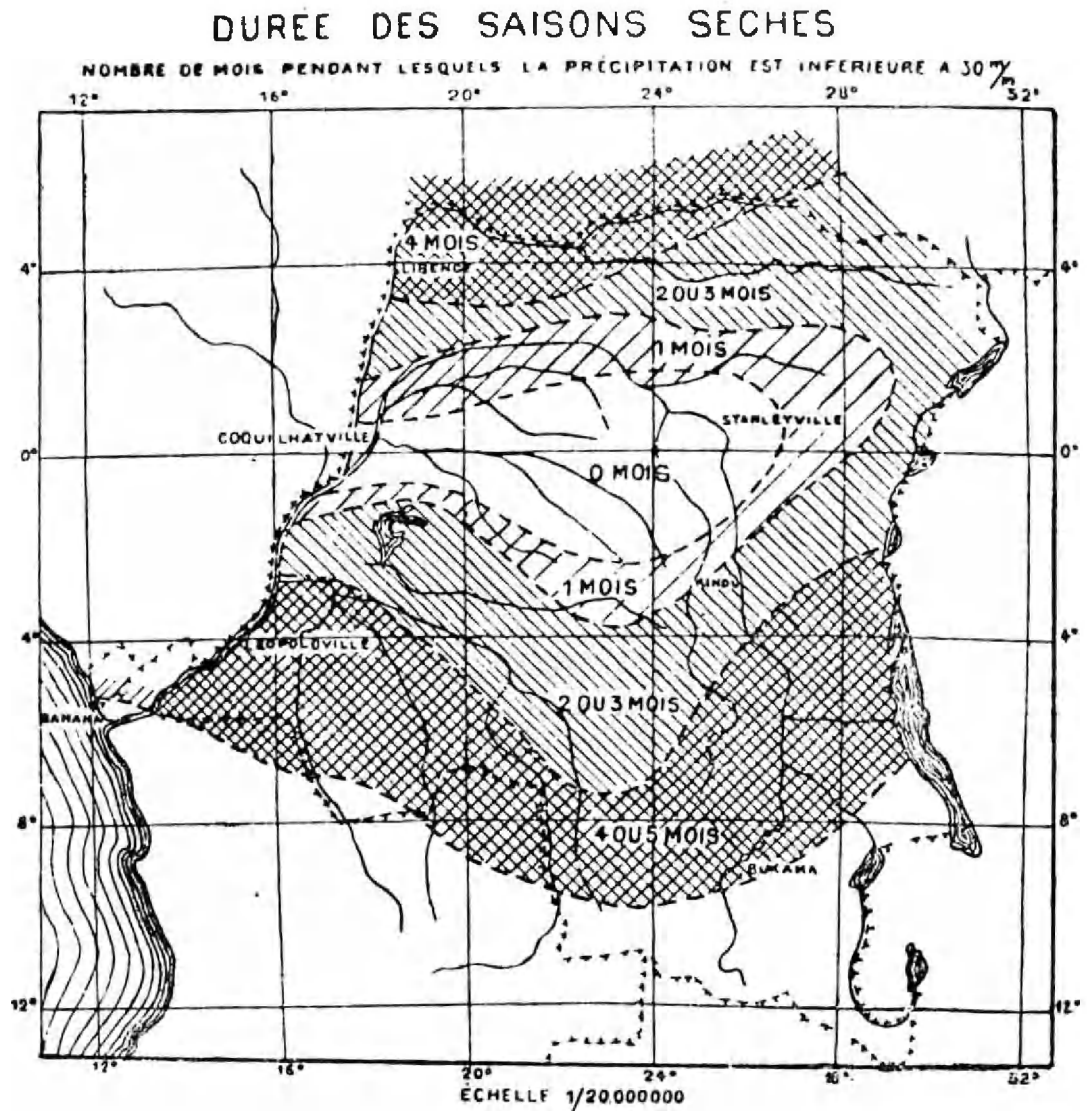 DUREE DES SAISONS SECHES
NOMBRE DE MOIS PENDANT LESQUELS LA PRÉCIPITATION EST INFERIEURE A 30 m/m
12° 16° 20° 24° 28° 32°
4 MOIS
LIBENGE
4° 4°
2 OU 3 MOIS
1 MOIS
STANLEYVILLE
COQUILHATVILLE
0° 0°
0 MOIS
1 MOIS
KINDU
4° 4°
LEOPOLDVILLE
2 OU 3 MOIS
BANANA
8° 8°
4 OU 5 MOIS
BUKAMA
12° 12°
12° 16° 20° 24° 32°
ECHELLE 1/20.000000